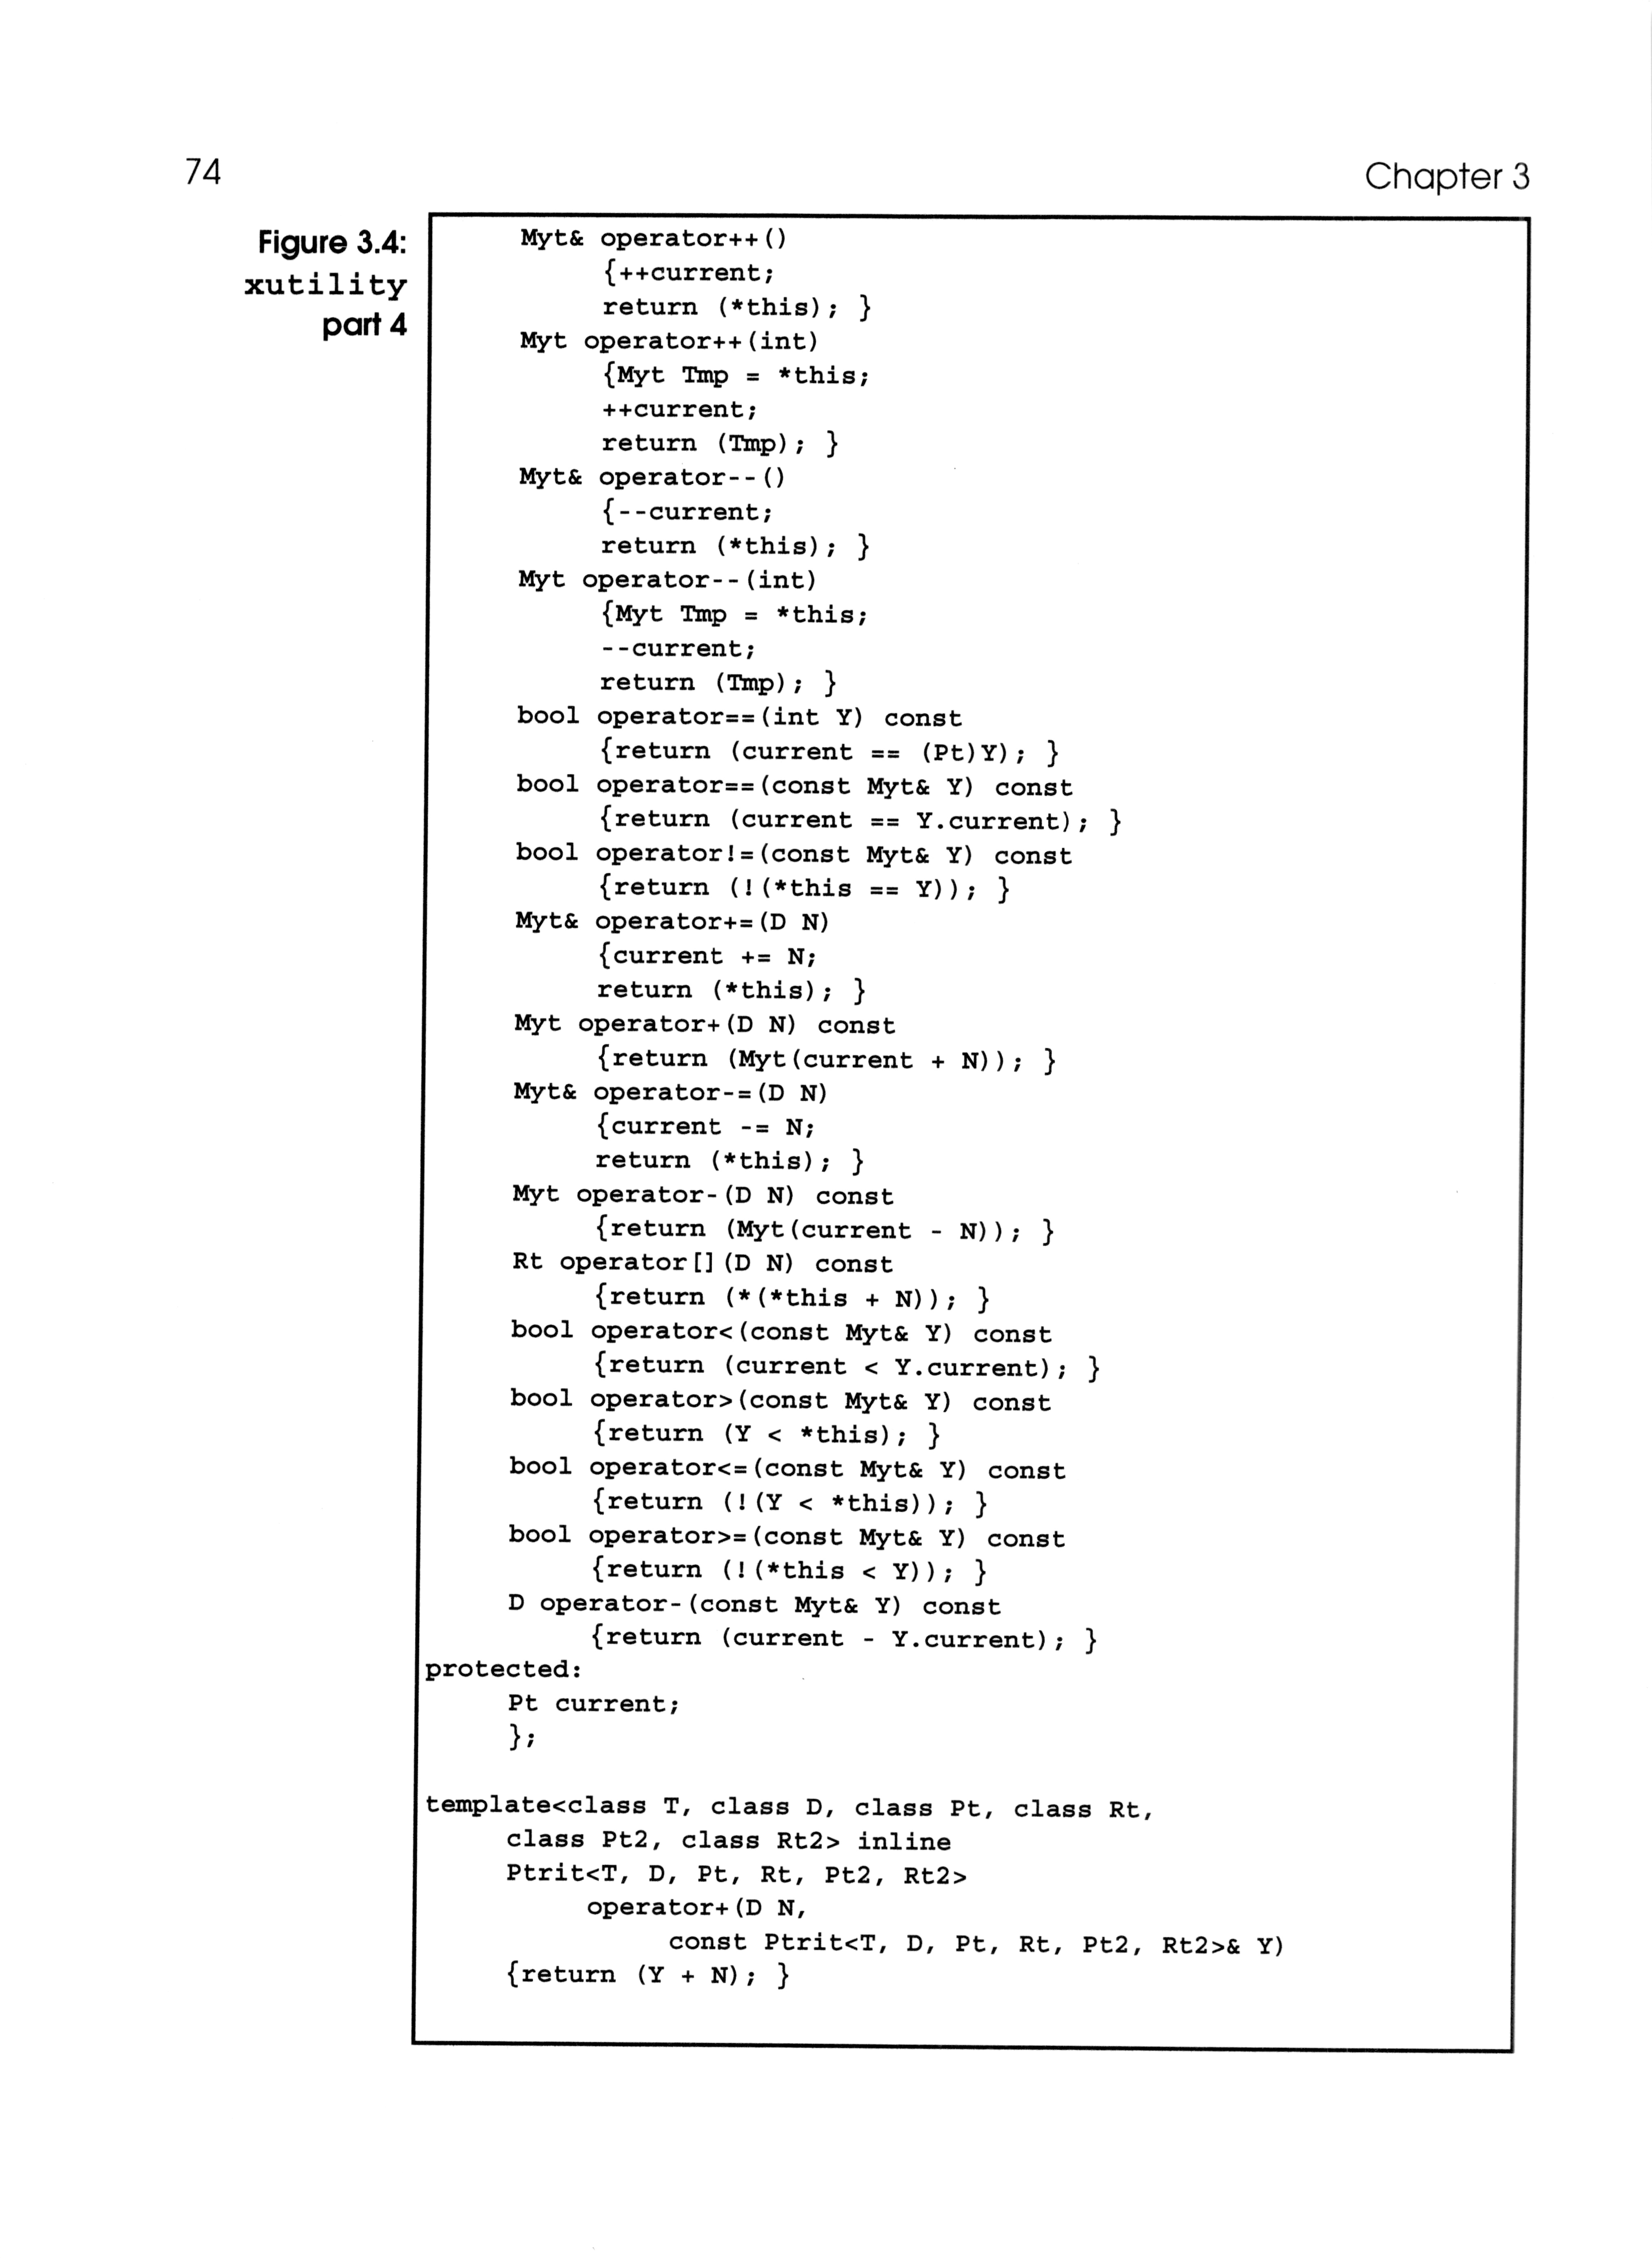 74
Chapter 3
Figure 3.4:
xutility
part 4
Myt& operator++()
{++current;
return (*this); }
Myt operator++(int)
{Myt Tmp = *this;
++current;
return (Tmp); }
Myt& operator--()
{--current;
return (*this); }
Myt operator--(int)
{Myt Tmp = *this;
--current;
return (Tmp); }
bool operator==(int Y) const
{return (current == (Pt)Y); }
bool operator==(const Myt& Y) const
{return (current == Y.current); }
bool operator!=(const Myt& Y) const
{return (!(*this == Y)); }
Myt& operator+=(D N)
{current += N;
return (*this); }
Myt operator+(D N) const
{return (Myt(current + N)); }
Myt& operator-=(D N)
{current -= N;
return (*this); }
Myt operator-(D N) const
{return (Myt(current - N)); }
Rt operator[](D N) const
{return (*(*this + N)); }
bool operator<(const Myt& Y) const
{return (current < Y.current); }
bool operator>(const Myt& Y) const
{return (Y < *this); }
bool operator<=(const Myt& Y) const
{return (!(Y < *this)); }
bool operator>=(const Myt& Y) const
{return (!(*this < Y)); }
D operator-(const Myt& Y) const
{return (current - Y.current); }
protected:
Pt current;
};
template<class T, class D, class Pt, class Rt,
class Pt2, class Rt2> inline
Ptrit<T, D, Pt, Rt, Pt2, Rt2>
operator+(D N,
const Ptrit<T, D, Pt, Rt, Pt2, Rt2>& Y)
{return (Y + N); }